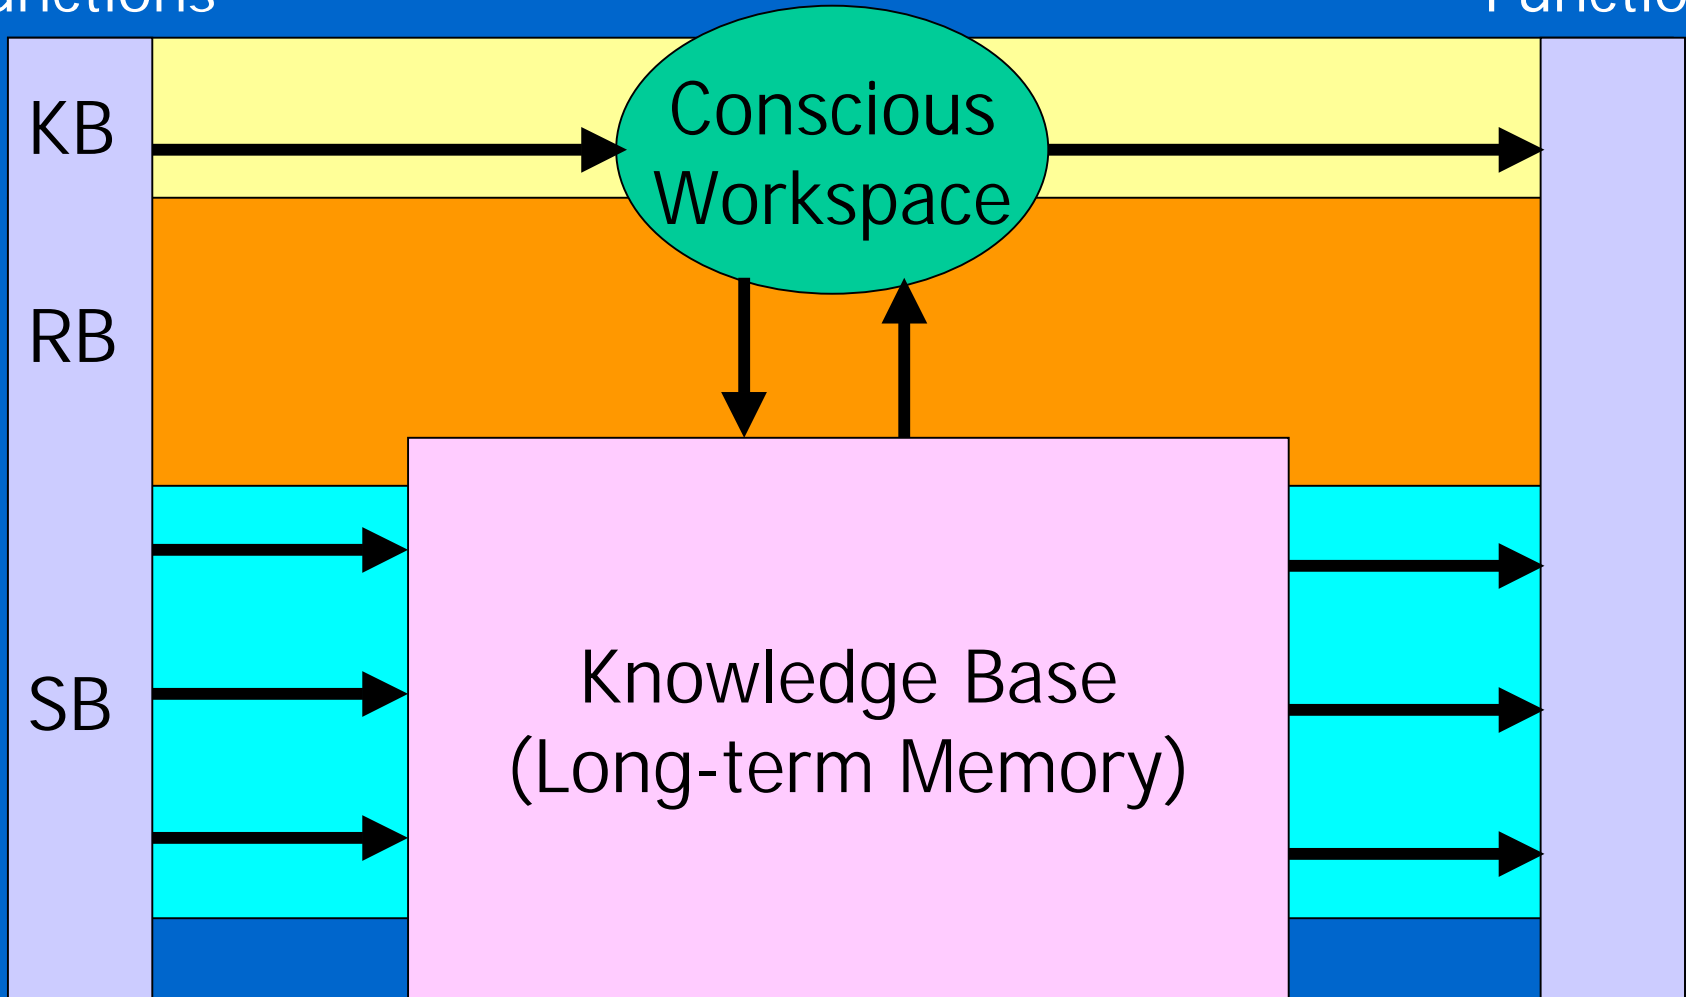 KB
Conscious
Workspace
RB
SB
Knowledge Base
(Long-term Memory)